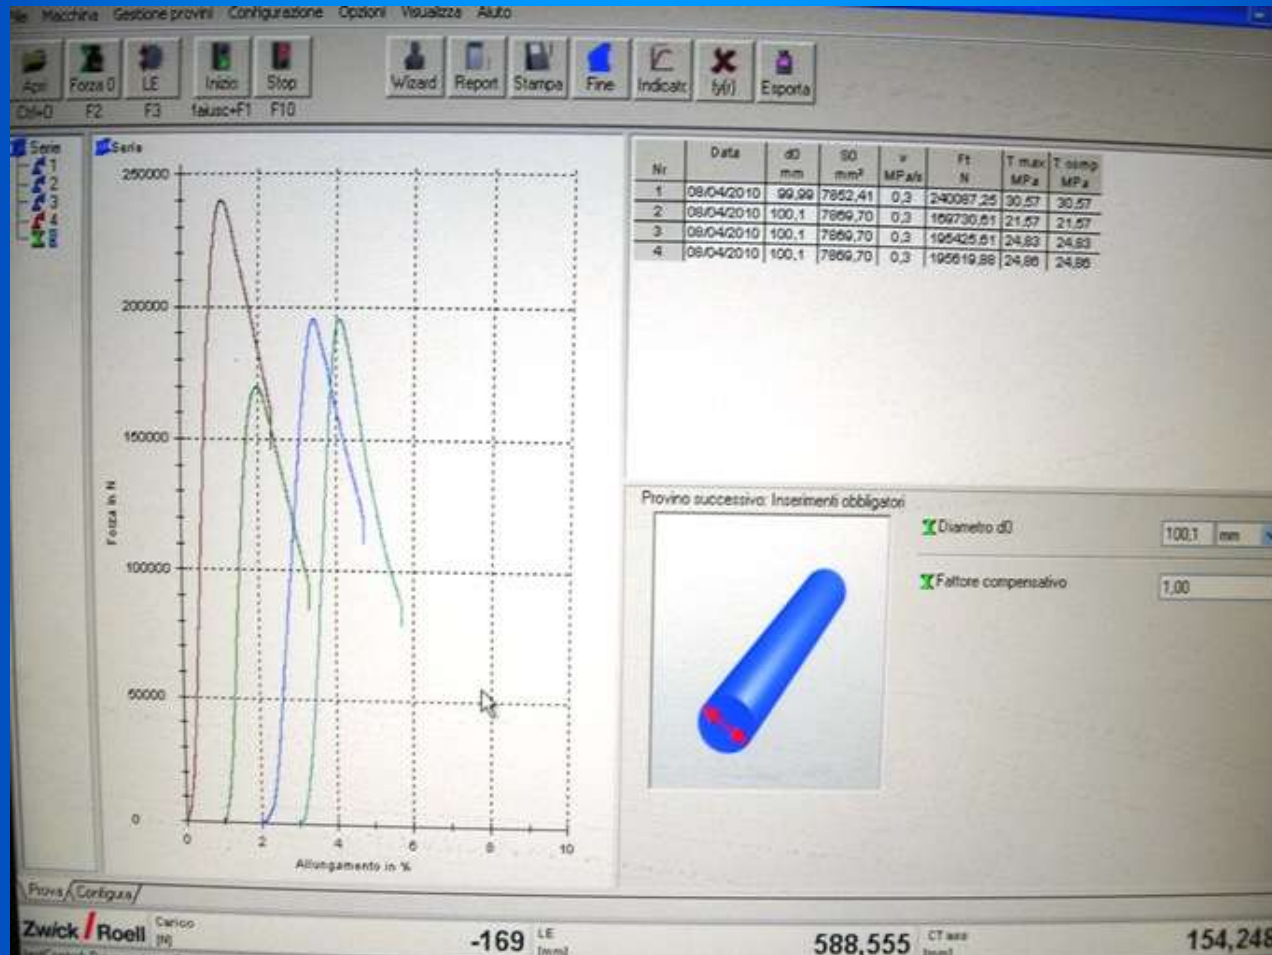 Macchina Gestione provini Configurazione Opzioni Visualizza Aiuto
Apri Forza 0 LE Inizio Stop Wizard Report Stampa Fine Indicatc fy(r) Esporta
Ctrl+O F2 F3 1aiusc+F1 F10
Serie
1
2
3
4
Serie
250000
200000
150000
100000
50000
0
Forza in N
0 2 4 6 8 10
Allungamento in %
Nr Data d0 S0 v Ft T max T comp
mm mm² MPa/s N MPa MPa
1 08/04/2010 99,99 7852,41 0,3 240087,25 30,57 30,57
2 08/04/2010 100,1 7869,70 0,3 169730,61 21,57 21,57
3 08/04/2010 100,1 7869,70 0,3 195425,61 24,83 24,83
4 08/04/2010 100,1 7869,70 0,3 195619,88 24,86 24,86
Provino successivo: Inserimenti obbligatori
Diametro d0 100,1 mm
Fattore compensativo 1,00
Prova Configura
Zwick / Roell Carico [N] -169 LE [mm] 588,555 CT ass [mm] 154,248